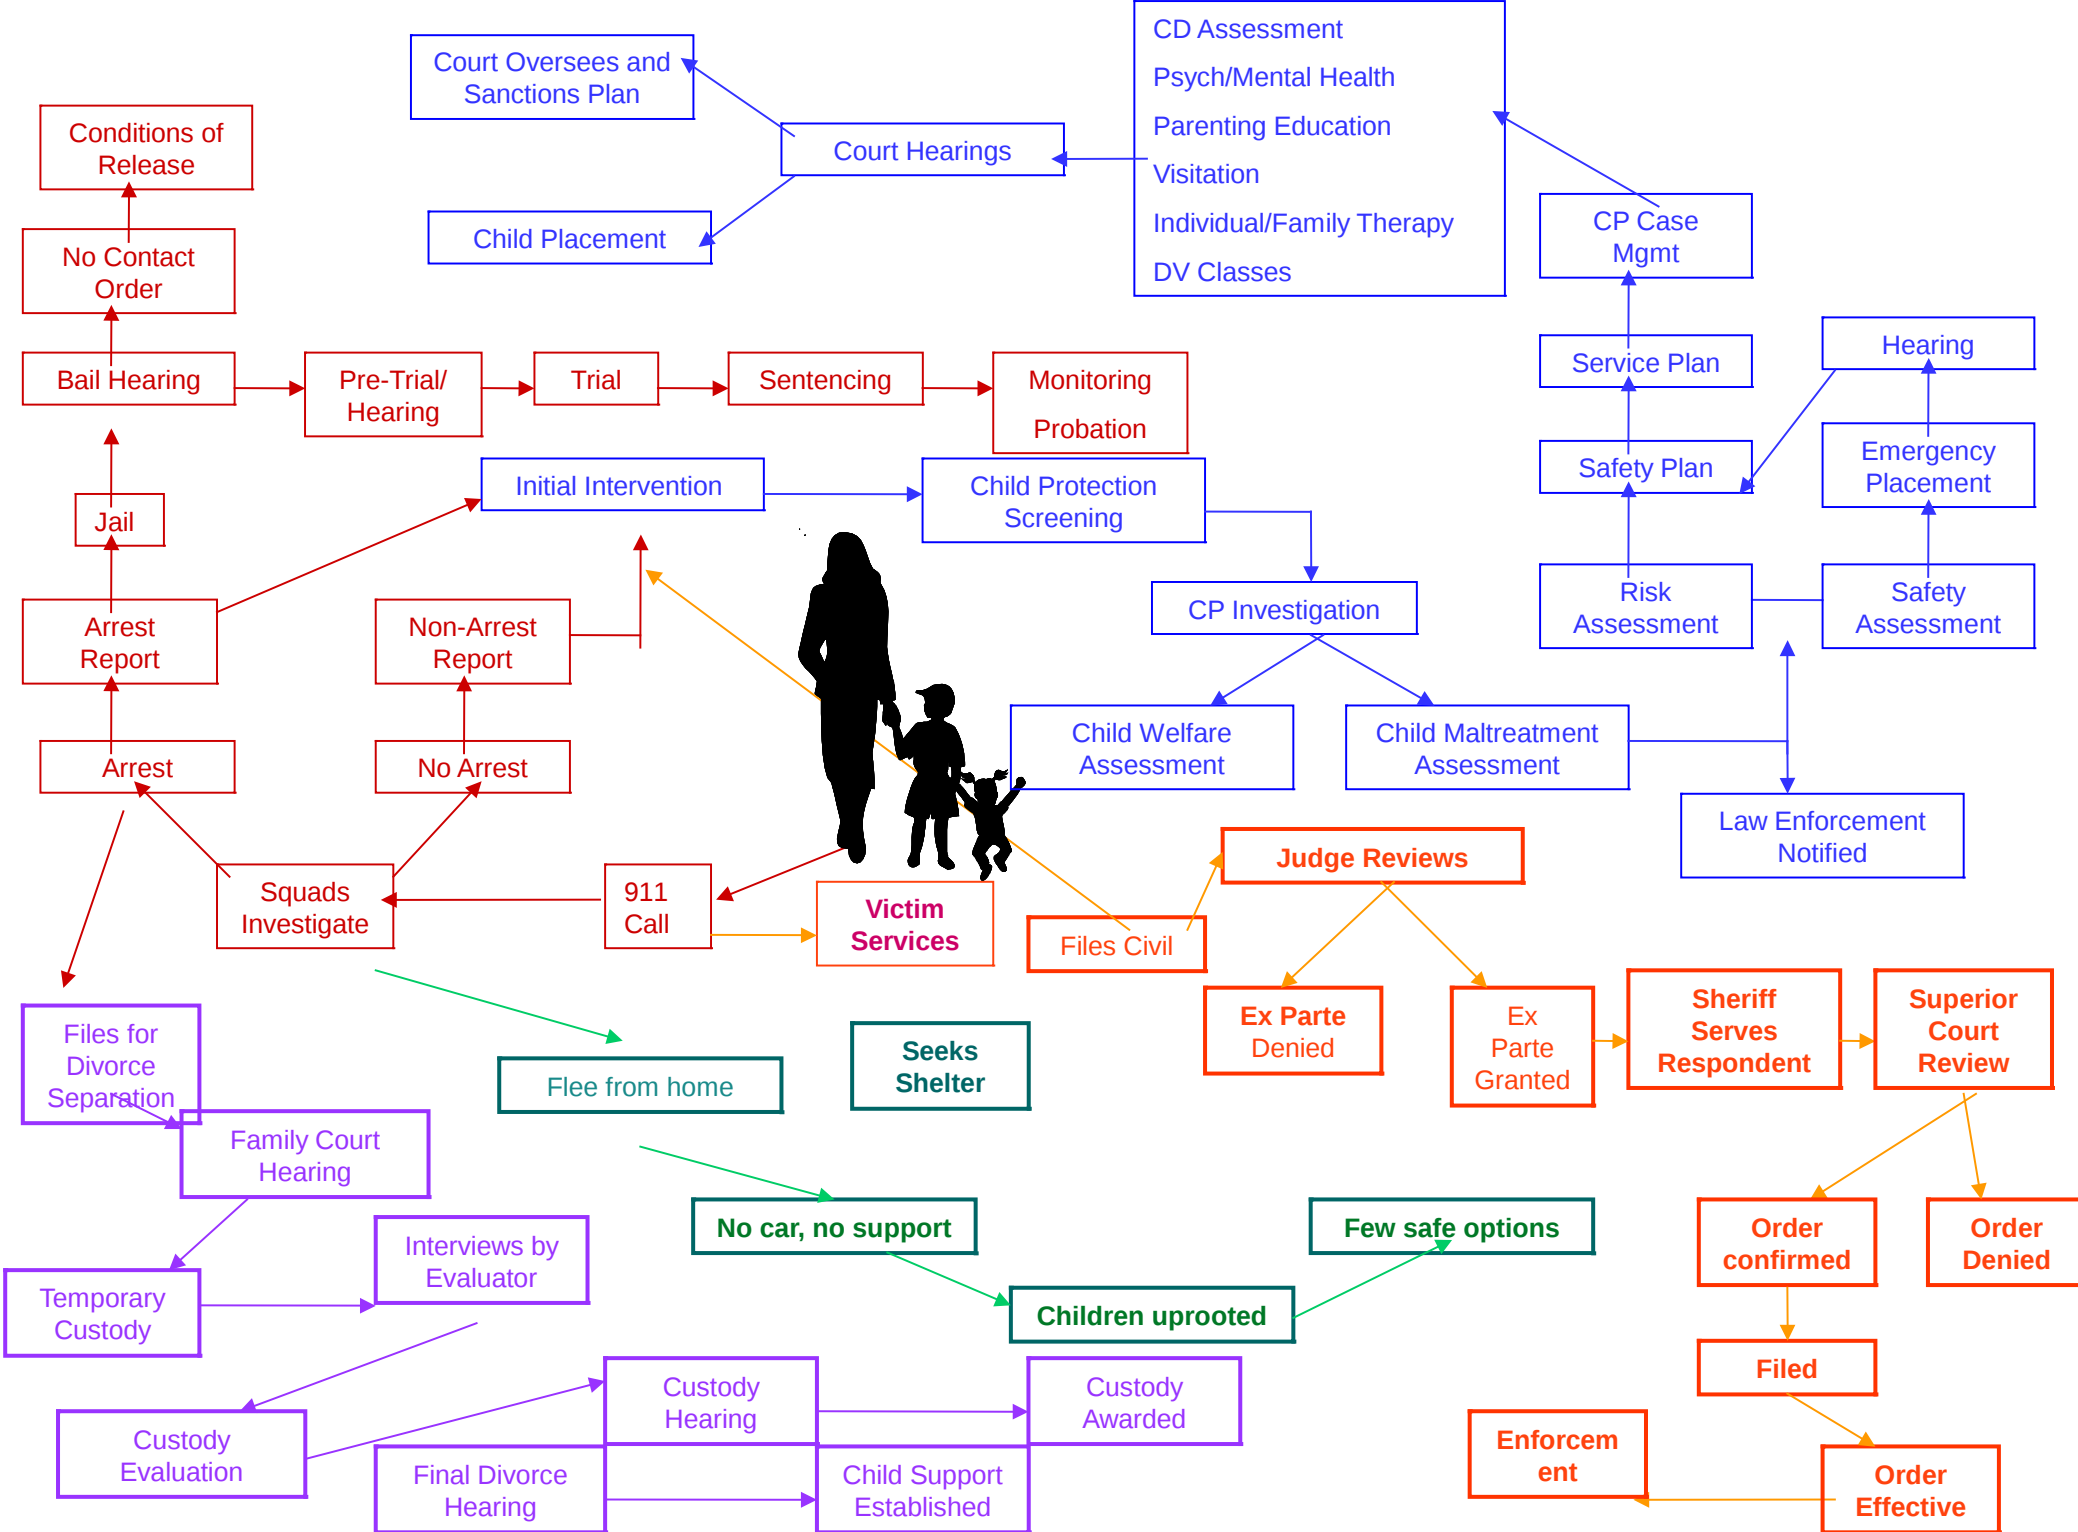 CD Assessment
Psych/Mental Health
Parenting Education
Visitation
Individual/Family Therapy
DV Classes
Court Oversees and
Sanctions Plan
Court Hearings
Child Placement
Conditions of
Release
No Contact
Order
Bail Hearing
Pre-Trial/
Hearing
Trial
Sentencing
Monitoring
Probation
CP Case
Mgmt
Service Plan
Hearing
Safety Plan
Emergency
Placement
Initial Intervention
Child Protection
Screening
Jail
Arrest
Report
Non-Arrest
Report
CP Investigation
Risk
Assessment
Safety
Assessment
Arrest
No Arrest
Child Welfare
Assessment
Child Maltreatment
Assessment
Law Enforcement
Notified
Squads
Investigate
911
Call
Victim
Services
Files Civil
Judge Reviews
Ex Parte
Denied
Ex
Parte
Granted
Sheriff
Serves
Respondent
Superior
Court
Review
Files for
Divorce
Separation
Flee from home
Seeks
Shelter
Family Court
Hearing
No car, no support
Few safe options
Order
confirmed
Order
Denied
Interviews by
Evaluator
Temporary
Custody
Children uprooted
Filed
Custody
Evaluation
Custody
Hearing
Custody
Awarded
Final Divorce
Hearing
Child Support
Established
Enforcem
ent
Order
Effective